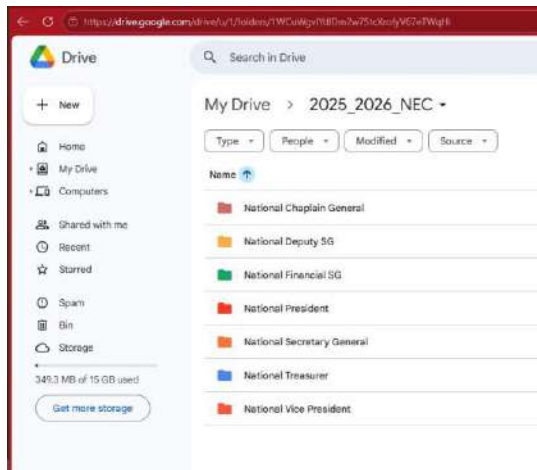 Drive
Search in Drive
New
My Drive > 2025_2026_NEC
Type
People
Modified
Source
Home
My Drive
Computers
Shared with me
Recent
Starred
Spam
Bin
Storage
349.3 MB of 15 GB used
Get more storage
Name
National Chaplain General
National Deputy SG
National Financial SG
National President
National Secretary General
National Treasurer
National Vice President